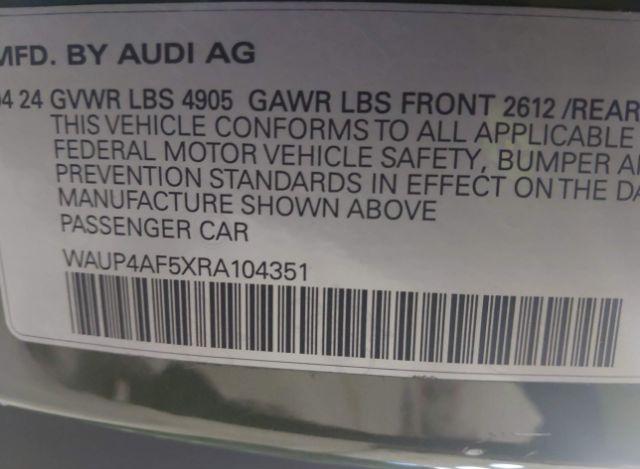 MFD. BY AUDI AG
04 24 GVWR LBS 4905 GAWR LBS FRONT 2612 /REAR
THIS VEHICLE CONFORMS TO ALL APPLICABLE
FEDERAL MOTOR VEHICLE SAFETY, BUMPER
PREVENTION STANDARDS IN EFFECT ON THE
MANUFACTURE SHOWN ABOVE
PASSENGER CAR
WAUP4AF5XRA104351